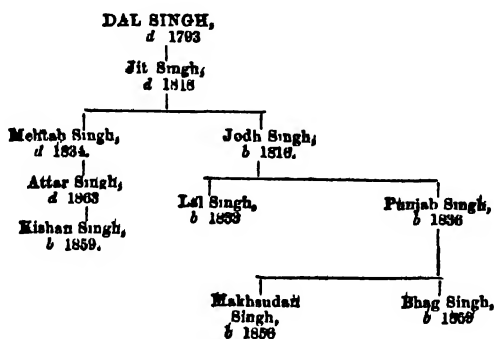 DAL SINGH,
d 1793
Jit Singh,
d 1818
Mehtab Singh,
d 1834.
Jodh Singh,
b 1816.
Attar Singh,
d 1863
Lal Singh,
b 1833
Punjab Singh,
b 1836
Kishan Singh,
b 1859.
Makhsudan
Singh,
b 1856
Bhag Singh,
b 1859